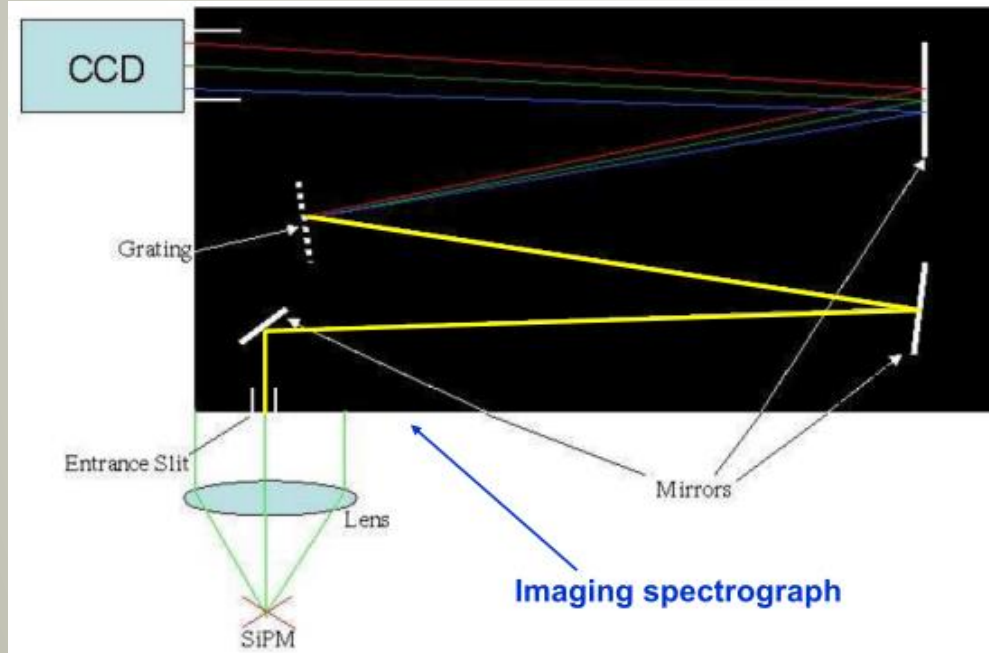 CCD
Grating
Entrance Slit
Lens
Mirrors
Imaging spectrograph
SiPM